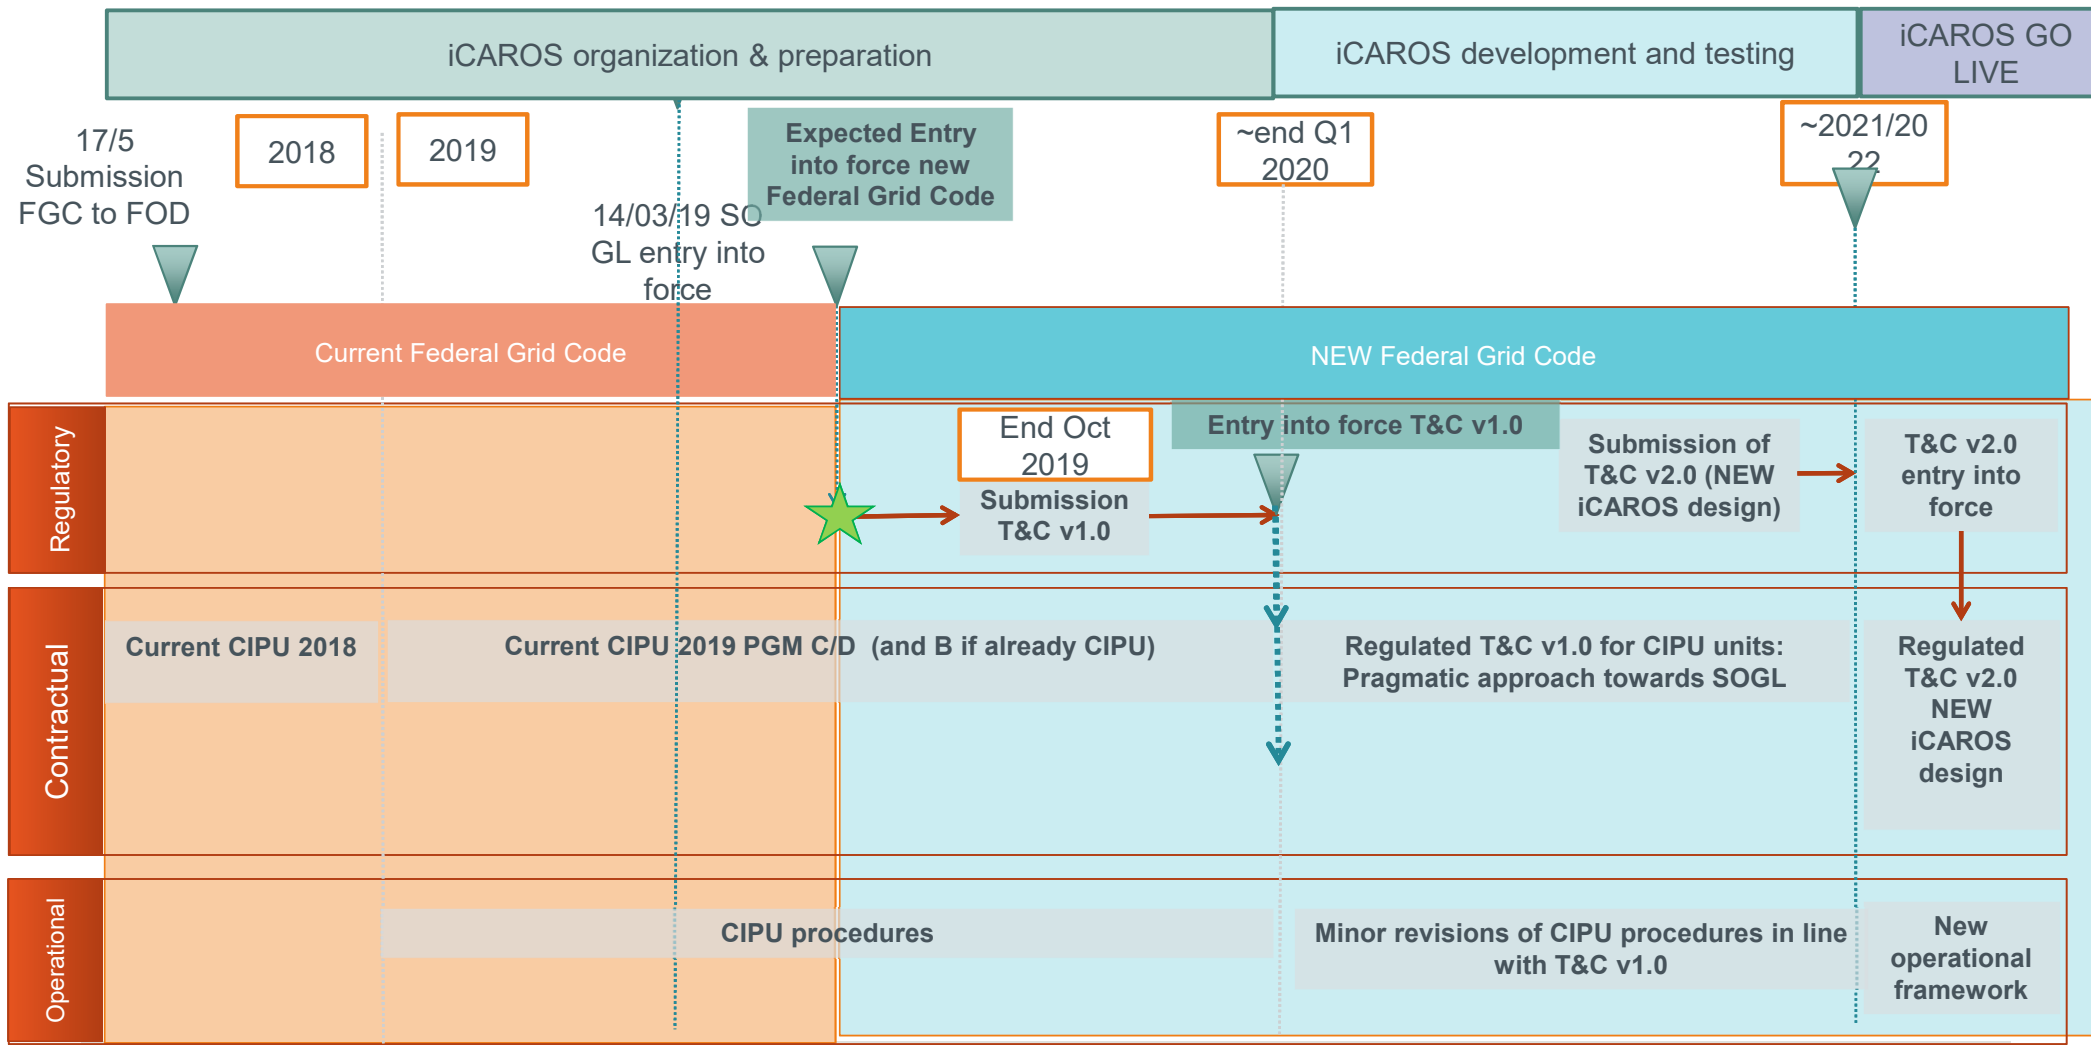 iCAROS organization & preparation
iCAROS development and testing
iCAROS GO
LIVE
17/5
Submission
FGC to FOD
2018
2019
14/03/19 SO
GL entry into
force
Expected Entry
into force new
Federal Grid Code
~end Q1
2020
~2021/20
22
Current Federal Grid Code
NEW Federal Grid Code
Regulatory
End Oct
2019
Submission
T&C v1.0
Entry into force T&C v1.0
Submission of
T&C v2.0 (NEW
iCAROS design)
T&C v2.0
entry into
force
Contractual
Current CIPU 2018
Current CIPU 2019 PGM C/D (and B if already CIPU)
Regulated T&C v1.0 for CIPU units:
Pragmatic approach towards SOGL
Regulated
T&C v2.0
NEW
iCAROS
design
Operational
CIPU procedures
Minor revisions of CIPU procedures in line
with T&C v1.0
New
operational
framework